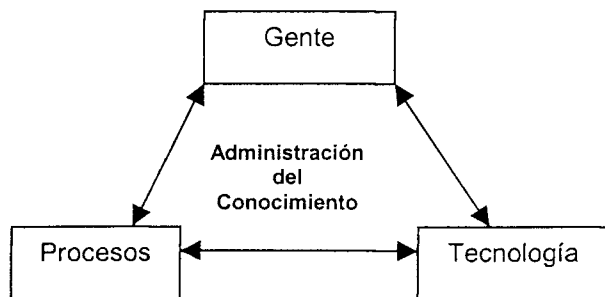 Gente
Administración
del
Conocimiento
Procesos
Tecnología